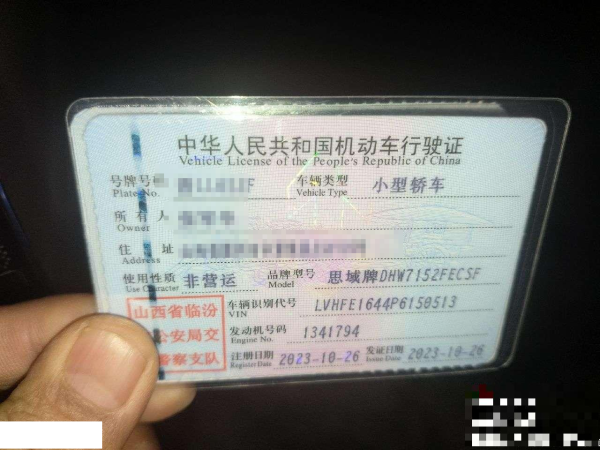 中华人民共和国机动车行驶证
Vehicle License of the People's Republic of China
号牌号 车辆类型 小型轿车
Plate No. F Vehicle Type
所有人
Owner
住址
Address
使用性质 非营运 品牌型号 思域牌DHW7152FECSF
Use Character Model
山西省临汾 车辆识别代号 LVHFE1644P6150513
VIN
公安局交 发动机号码 1341794
Engine No.
警察支队 注册日期 2023-10-26 发证日期 2023-10-26
Register Date Issue Date